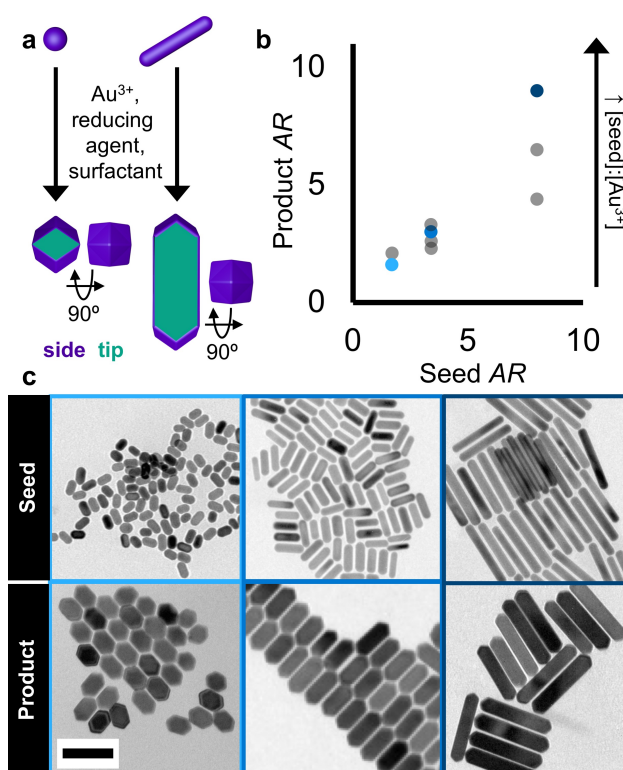 a
Au³⁺,
reducing
agent,
surfactant
90º
90º
side tip
b
Product AR
10
5
0
0
5
10
Seed AR
↑ [seed]:[Au³⁺]
c
Seed
Product